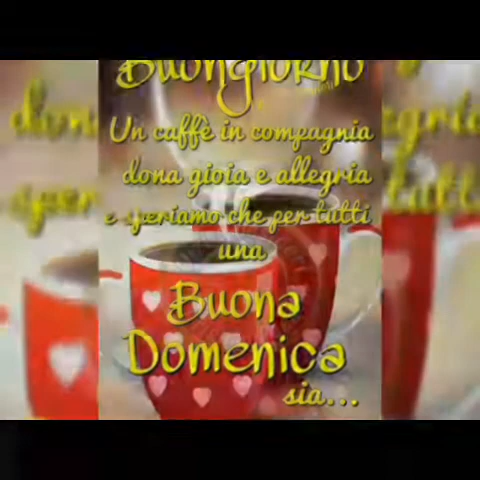 Buongiorno
Un caffè in compagnia
dona gioia e allegria
e speriamo che per tutti
una
Buona
Domenica
sia...